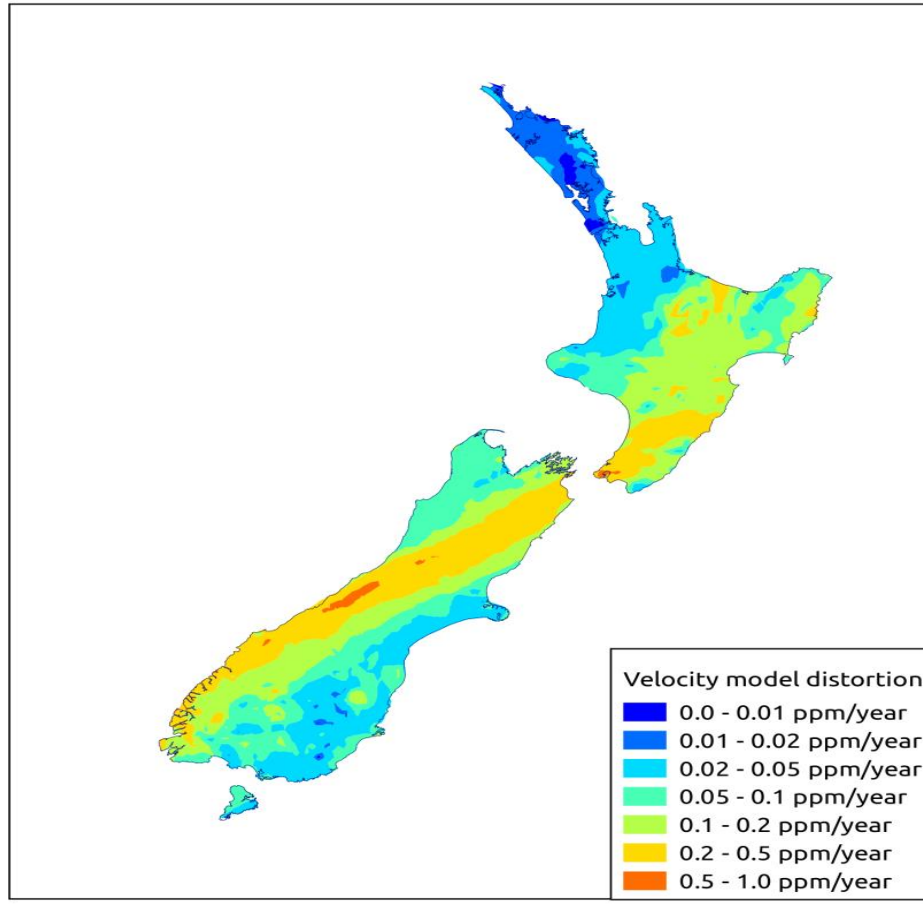 Velocity model distortion
0.0 - 0.01 ppm/year
0.01 - 0.02 ppm/year
0.02 - 0.05 ppm/year
0.05 - 0.1 ppm/year
0.1 - 0.2 ppm/year
0.2 - 0.5 ppm/year
0.5 - 1.0 ppm/year